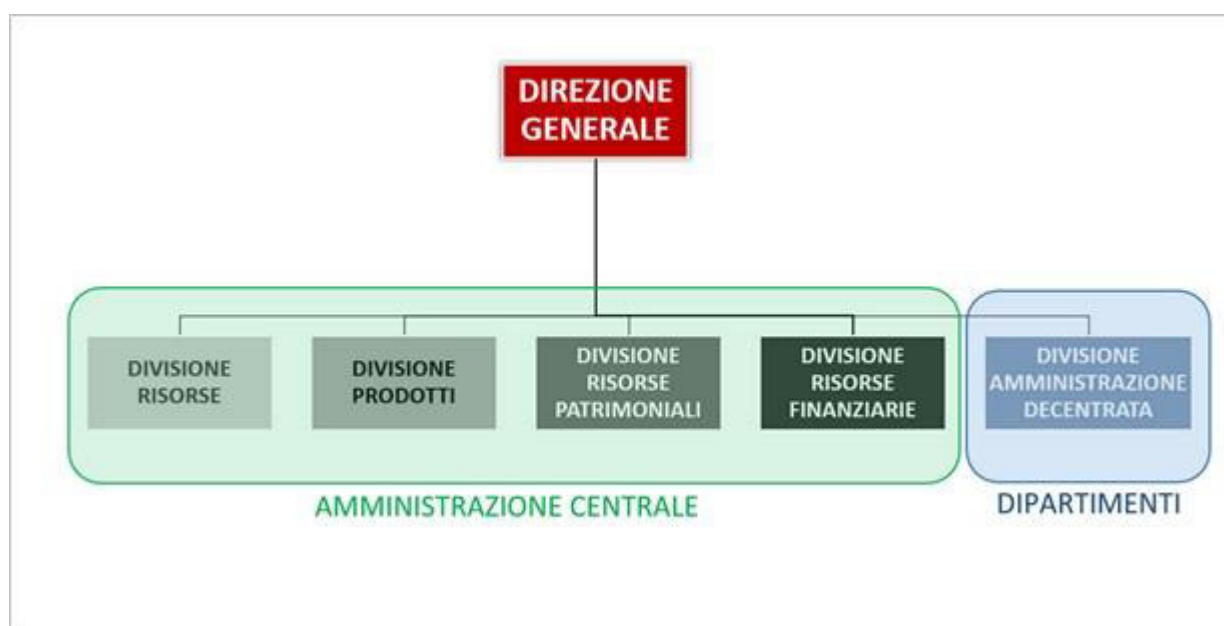 DIREZIONE
GENERALE
DIVISIONE
RISORSE
DIVISIONE
PRODOTTI
DIVISIONE
RISORSE
PATRIMONIALI
DIVISIONE
RISORSE
FINANZIARIE
DIVISIONE
AMMINISTRAZIONE
DECENTRATA
AMMINISTRAZIONE CENTRALE
DIPARTIMENTI